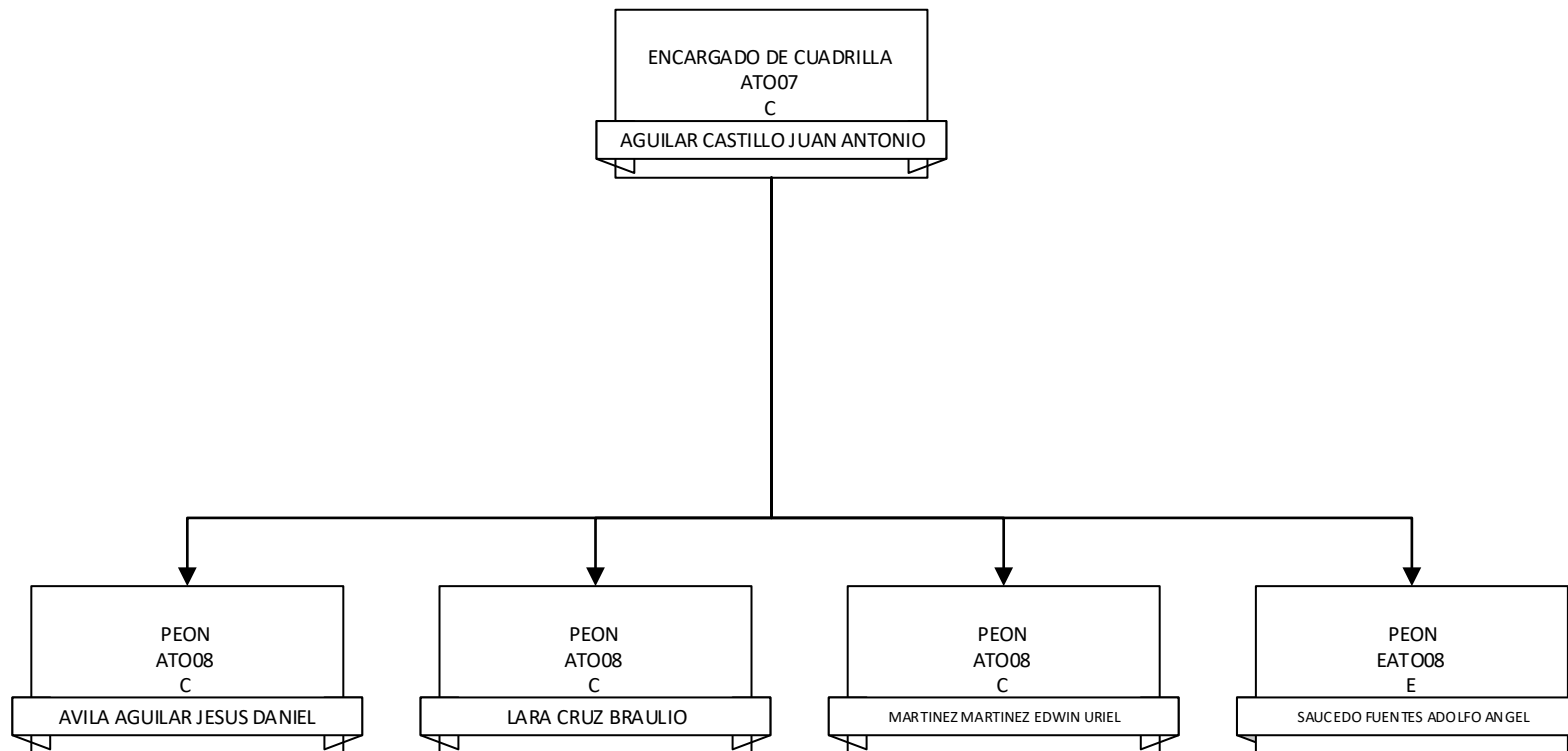 ENCARGADO DE CUADRILLA
ATO07
C
AGUILAR CASTILLO JUAN ANTONIO
PEON
ATO08
C
AVILA AGUILAR JESUS DANIEL
PEON
ATO08
C
LARA CRUZ BRAULIO
PEON
ATO08
C
MARTINEZ MARTINEZ EDWIN URIEL
PEON
EATO08
E
SAUCEDO FUENTES ADOLFO ANGEL